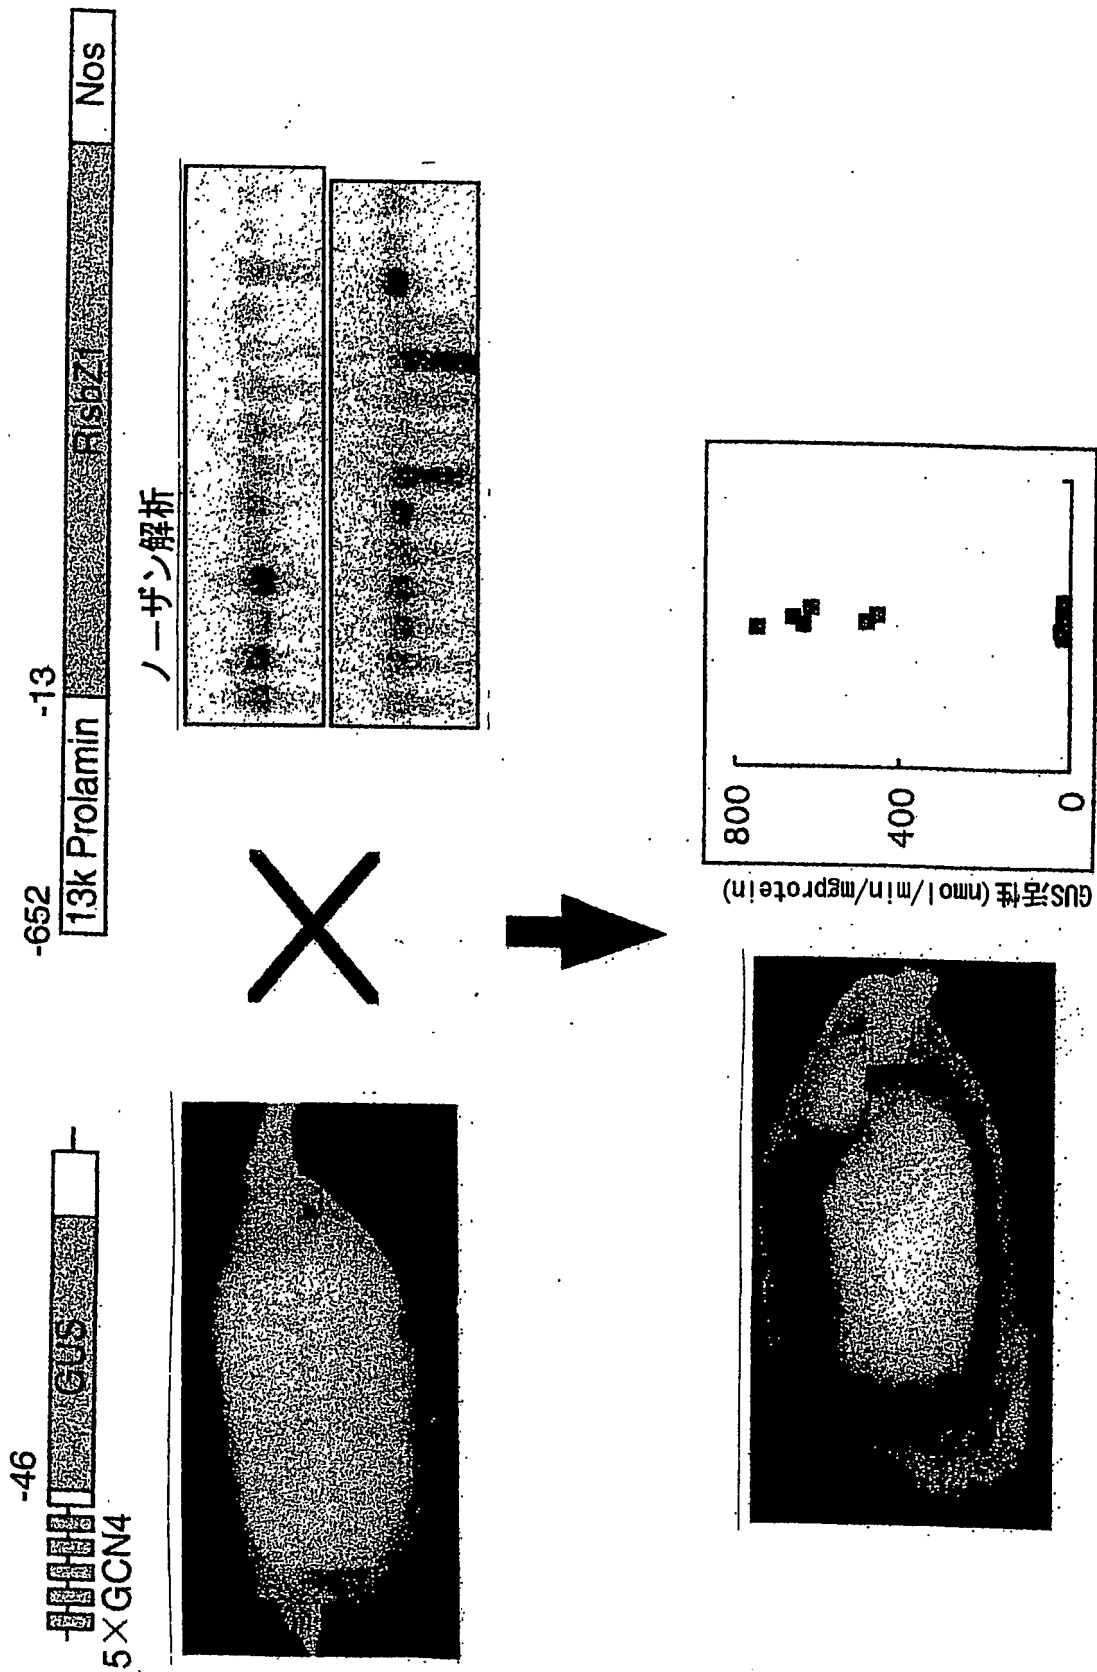 -46
GUS
5×GCN4
-652
-13
13k Prolamin
RISbZ1
Nos
ノーザン解析
GUS活性(nmol/min/mgprotein)
800
400
0